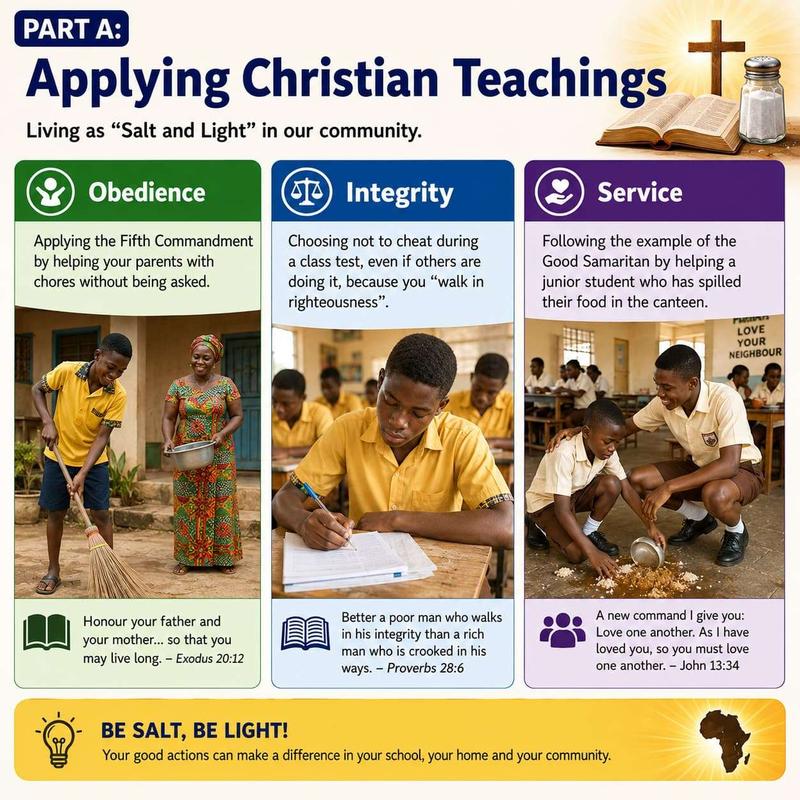 PART A:
Applying Christian Teachings
Living as “Salt and Light” in our community.
Obedience
Applying the Fifth Commandment
by helping your parents with
chores without being asked.
Honour your father and
your mother... so that you
may live long. – Exodus 20:12
Integrity
Choosing not to cheat during
a class test, even if others are
doing it, because you “walk in
righteousness”.
Better a poor man who walks
in his integrity than a rich
man who is crooked in his
ways. – Proverbs 28:6
Service
Following the example of the
Good Samaritan by helping a
junior student who has spilled
their food in the canteen.
LOVE
YOUR
NEIGHBOUR
A new command I give you:
Love one another. As I have
loved you, so you must love
one another. – John 13:34
BE SALT, BE LIGHT!
Your good actions can make a difference in your school, your home and your community.